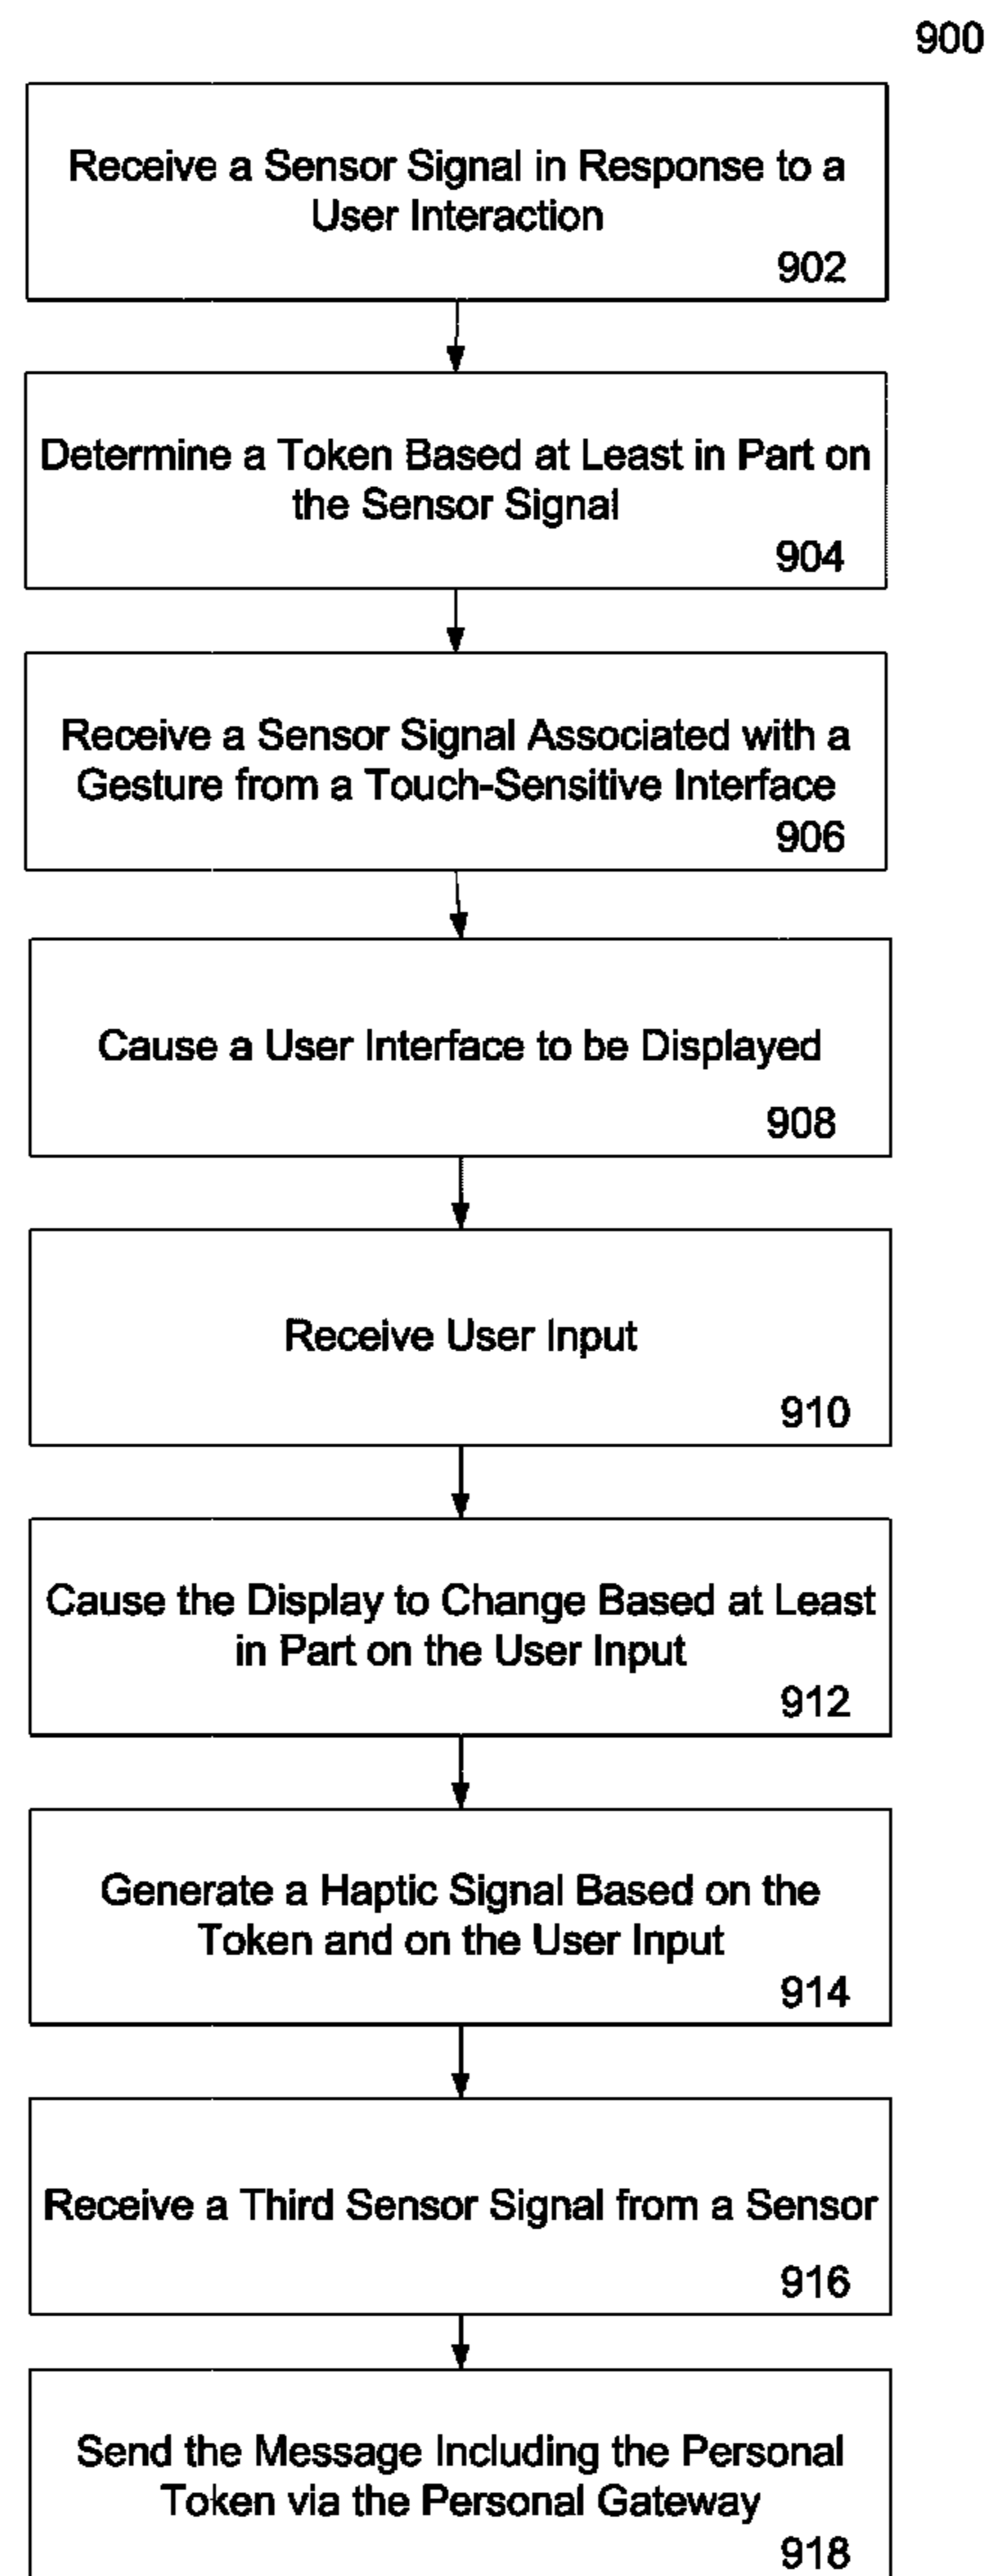 900
Receive a Sensor Signal in Response to a
User Interaction
902
Determine a Token Based at Least in Part on
the Sensor Signal
904
Receive a Sensor Signal Associated with a
Gesture from a Touch-Sensitive Interface
906
Cause a User Interface to be Displayed
908
Receive User Input
910
Cause the Display to Change Based at Least
in Part on the User Input
912
Generate a Haptic Signal Based on the
Token and on the User Input
914
Receive a Third Sensor Signal from a Sensor
916
Send the Message Including the Personal
Token via the Personal Gateway
918